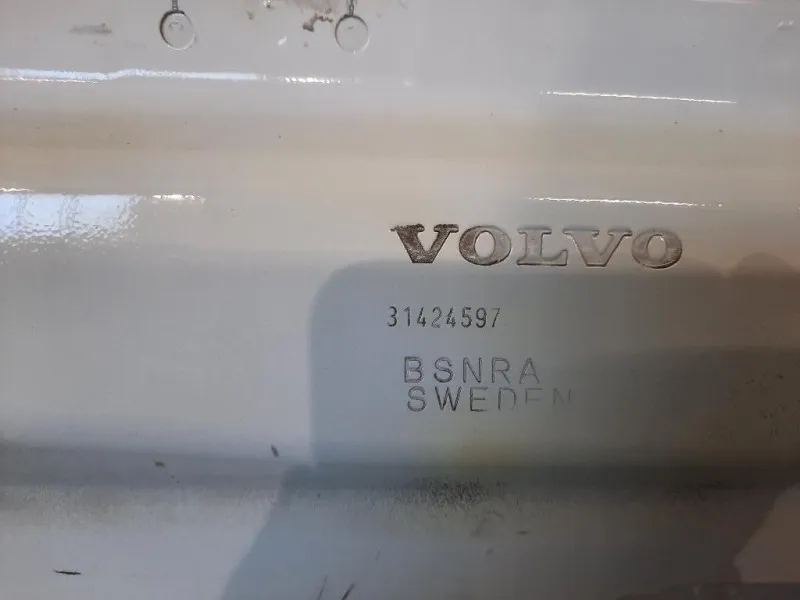 VOLVO
31424597
BSNRA
SWEDEN